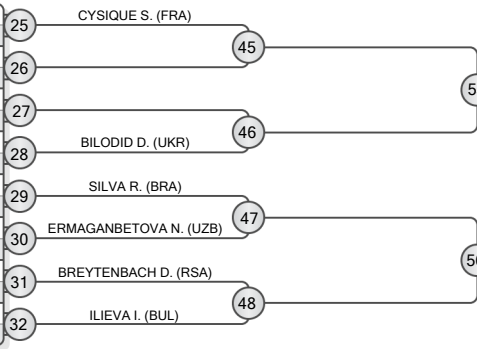 25 CYSIQUE S. (FRA)
45
26
27
46
28 BILODID D. (UKR)
29 SILVA R. (BRA)
47
30 ERMAGANBETOVA N. (UZB)
31 BREYTENBACH D. (RSA)
48
32 ILIEVA I. (BUL)